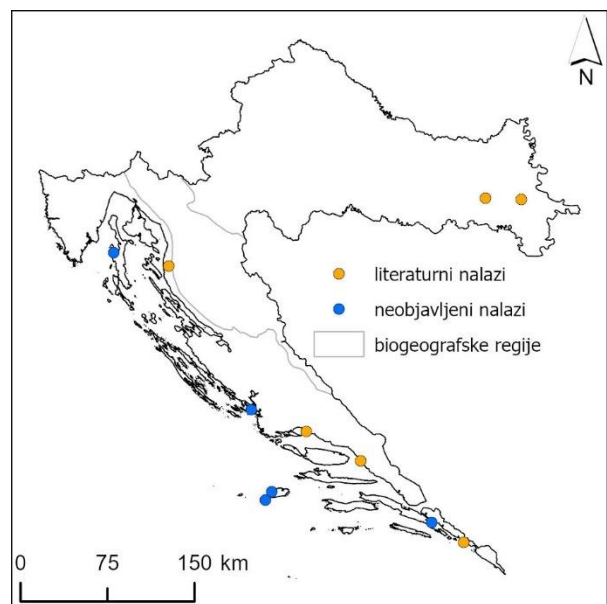 N
literaturni nalazi
neobjavljeni nalazi
biogeografske regije
0 75 150 km